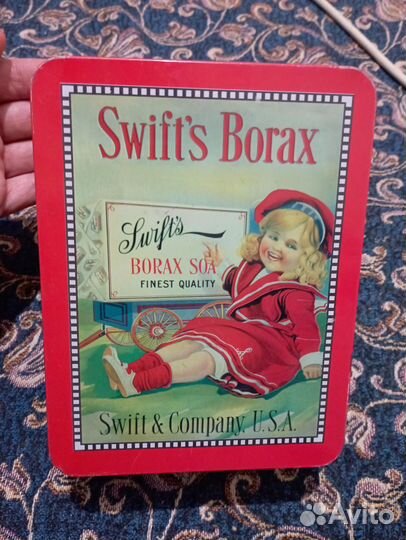 Swift's Borax
Swift's
BORAX SOA
FINEST QUALITY
Swift & Company, U.S.A.
Avito